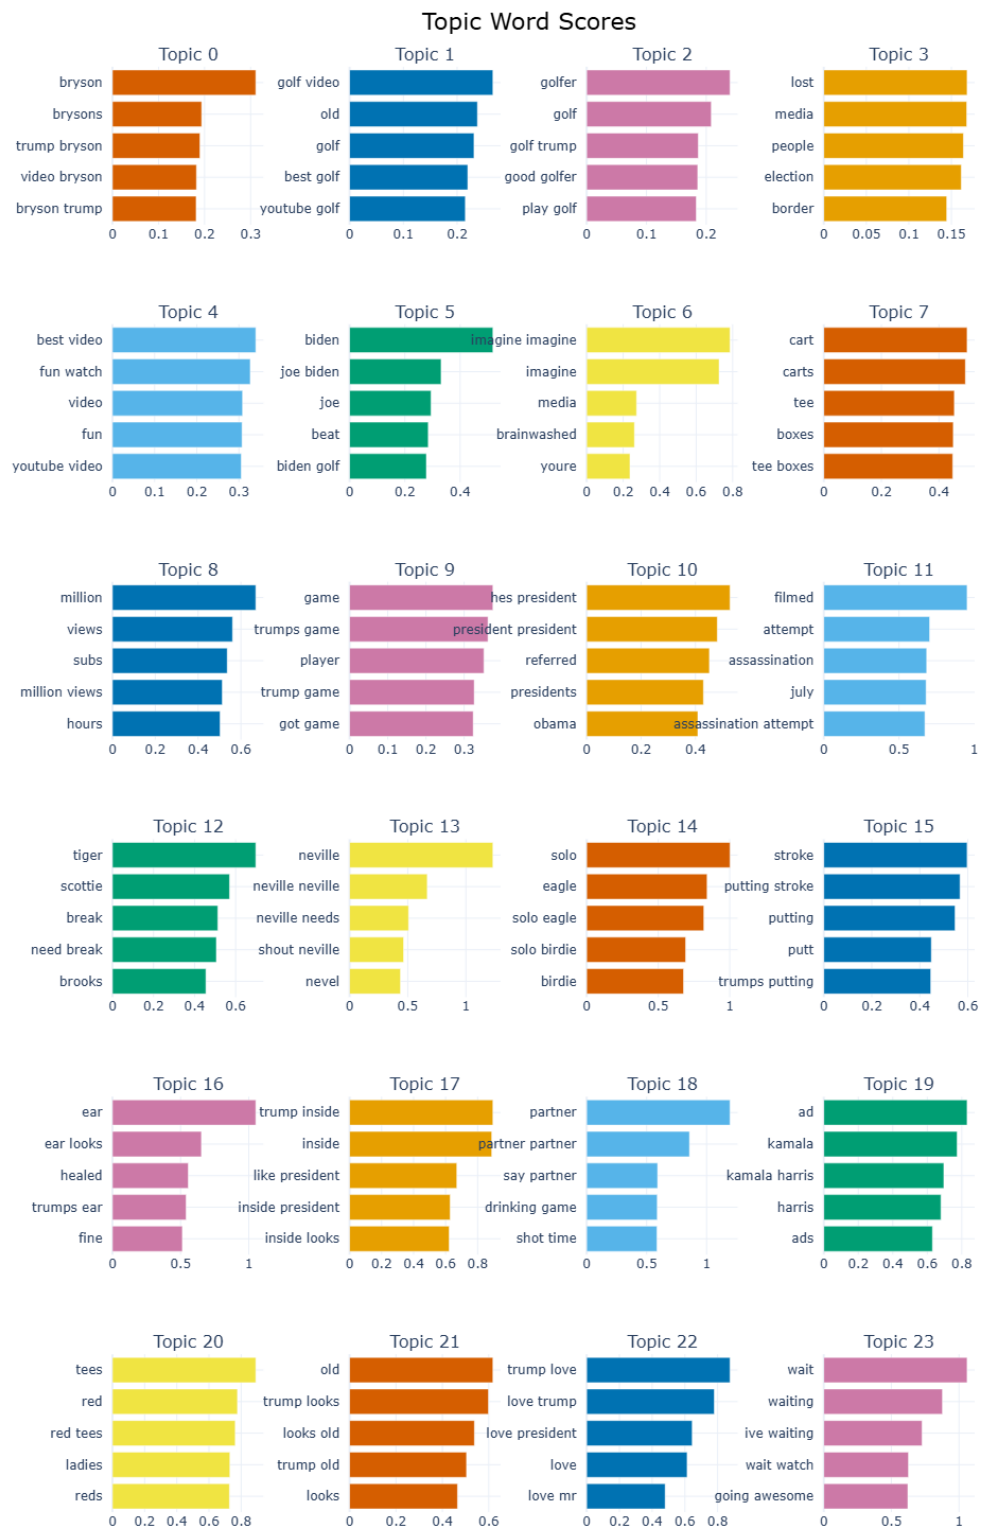 Topic Word Scores
Topic 0
bryson
brysons
trump bryson
video bryson
bryson trump
0 0.1 0.2 0.3
Topic 1
golf video
old
golf
best golf
youtube golf
0 0.1 0.2
Topic 2
golfer
golf
golf trump
good golfer
play golf
0 0.1 0.2
Topic 3
lost
media
people
election
border
0 0.05 0.1 0.15
Topic 4
best video
fun watch
video
fun
youtube video
0 0.1 0.2 0.3
Topic 5
biden
joe biden
joe
beat
biden golf
0 0.2 0.4
Topic 6
imagine imagine
imagine
media
brainwashed
youre
0 0.2 0.4 0.6 0.8
Topic 7
cart
carts
tee
boxes
tee boxes
0 0.2 0.4
Topic 8
million
views
subs
million views
hours
0 0.2 0.4 0.6
Topic 9
game
trumps game
player
trump game
got game
0 0.1 0.2 0.3
Topic 10
hes president
president president
referred
presidents
obama
0 0.2 0.4
Topic 11
filmed
attempt
assassination
july
assassination attempt
0 0.5 1
Topic 12
tiger
scottie
break
need break
brooks
0 0.2 0.4 0.6
Topic 13
neville
neville neville
neville needs
shout neville
nevel
0 0.5 1
Topic 14
solo
eagle
solo eagle
solo birdie
birdie
0 0.5 1
Topic 15
stroke
putting stroke
putting
putt
trumps putting
0 0.2 0.4 0.6
Topic 16
ear
ear looks
healed
trumps ear
fine
0 0.5 1
Topic 17
trump inside
inside
like president
inside president
inside looks
0 0.2 0.4 0.6 0.8
Topic 18
partner
partner partner
say partner
drinking game
shot time
0 0.5 1
Topic 19
ad
kamala
kamala harris
harris
ads
0 0.2 0.4 0.6 0.8
Topic 20
tees
red
red tees
ladies
reds
0 0.2 0.4 0.6 0.8
Topic 21
old
trump looks
looks old
trump old
looks
0 0.2 0.4 0.6
Topic 22
trump love
love trump
love president
love
love mr
0 0.2 0.4 0.6 0.8
Topic 23
wait
waiting
ive waiting
wait watch
going awesome
0 0.5 1